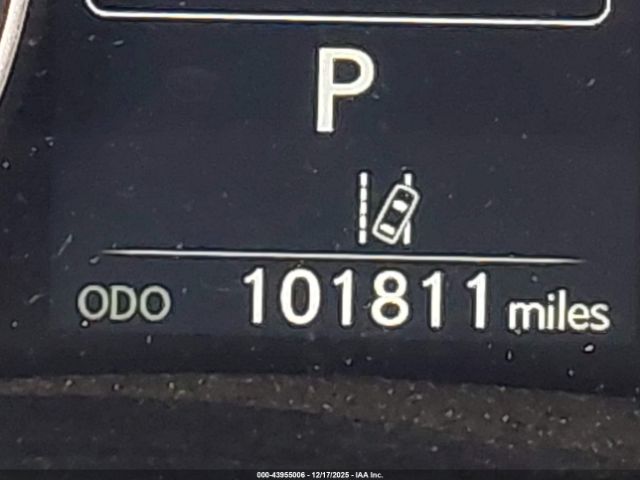 P
ODO 101811 miles
000-43955006 - 12/17/2025 - IAA Inc.